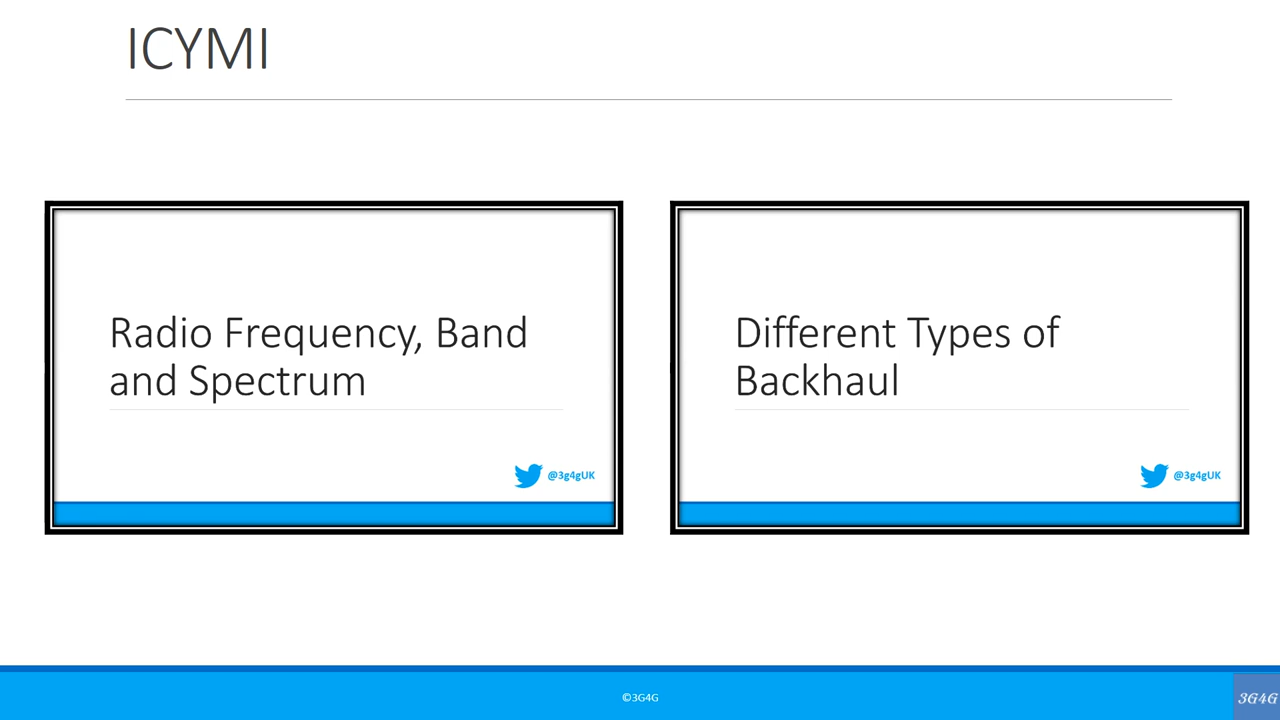 ICYMI
Radio Frequency, Band
and Spectrum
@3g4gUK
Different Types of
Backhaul
@3g4gUK
©3G4G
3G4G